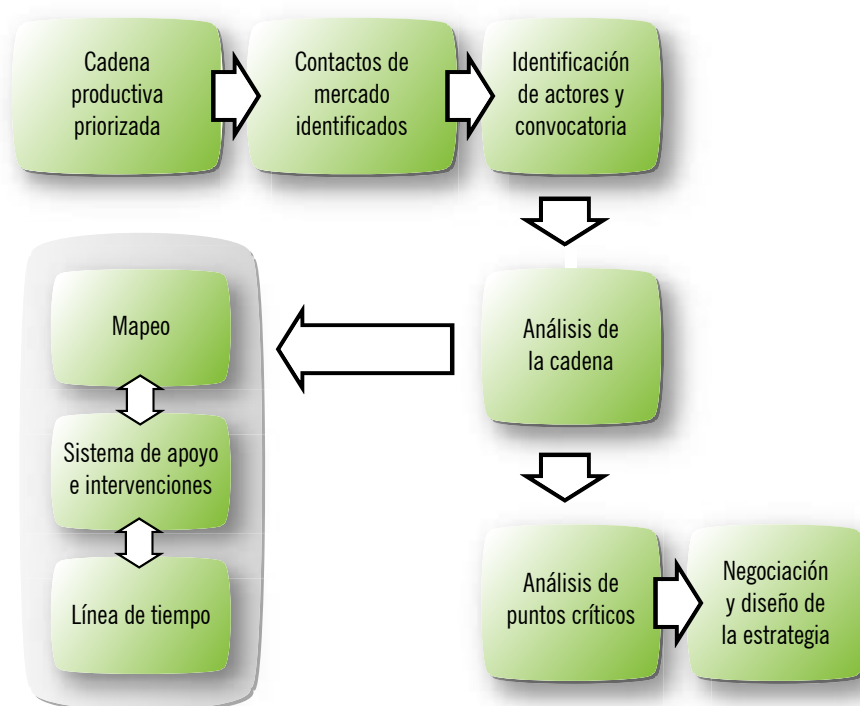 Cadena
productiva
priorizada
Contactos de
mercado
identificados
Identificación
de actores y
convocatoria
Mapeo
Sistema de apoyo
e intervenciones
Línea de tiempo
Análisis de
la cadena
Análisis de
puntos críticos
Negociación
y diseño de
la estrategia